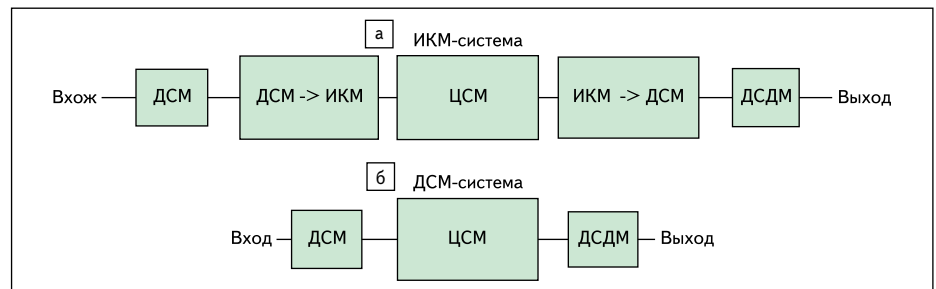 а ИКМ-система
Вхож ДСМ ДСМ -> ИКМ ЦСМ ИКМ -> ДСМ ДСДМ Выход
б ДСМ-система
Вход ДСМ ЦСМ ДСДМ Выход